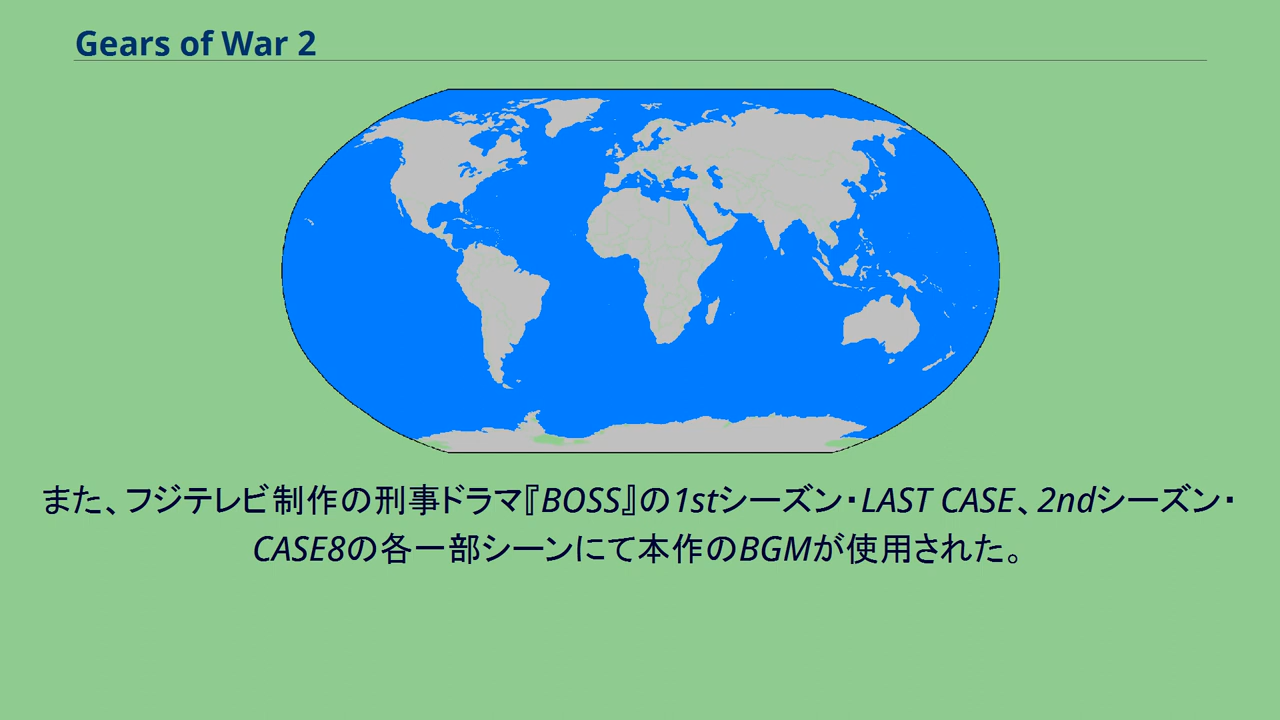 Gears of War 2
また、フジテレビ制作の刑事ドラマ『BOSS』の1stシーズン・LAST CASE、2ndシーズン・
CASE8の各一部シーンにて本作のBGMが使用された。